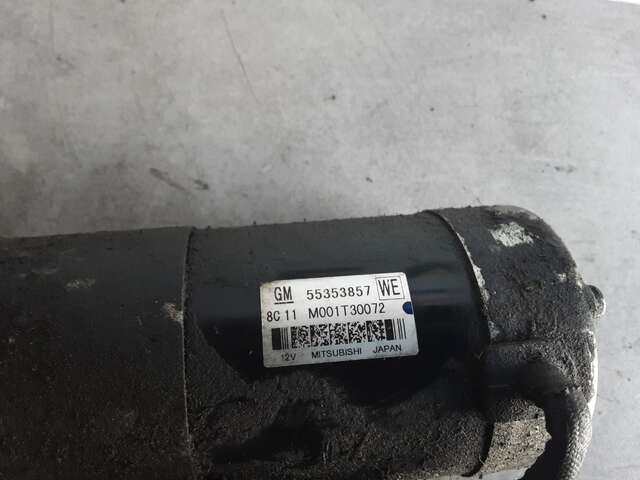 GM 55353857 WE
8C 11 M001T30072
12V MITSUBISHI JAPAN